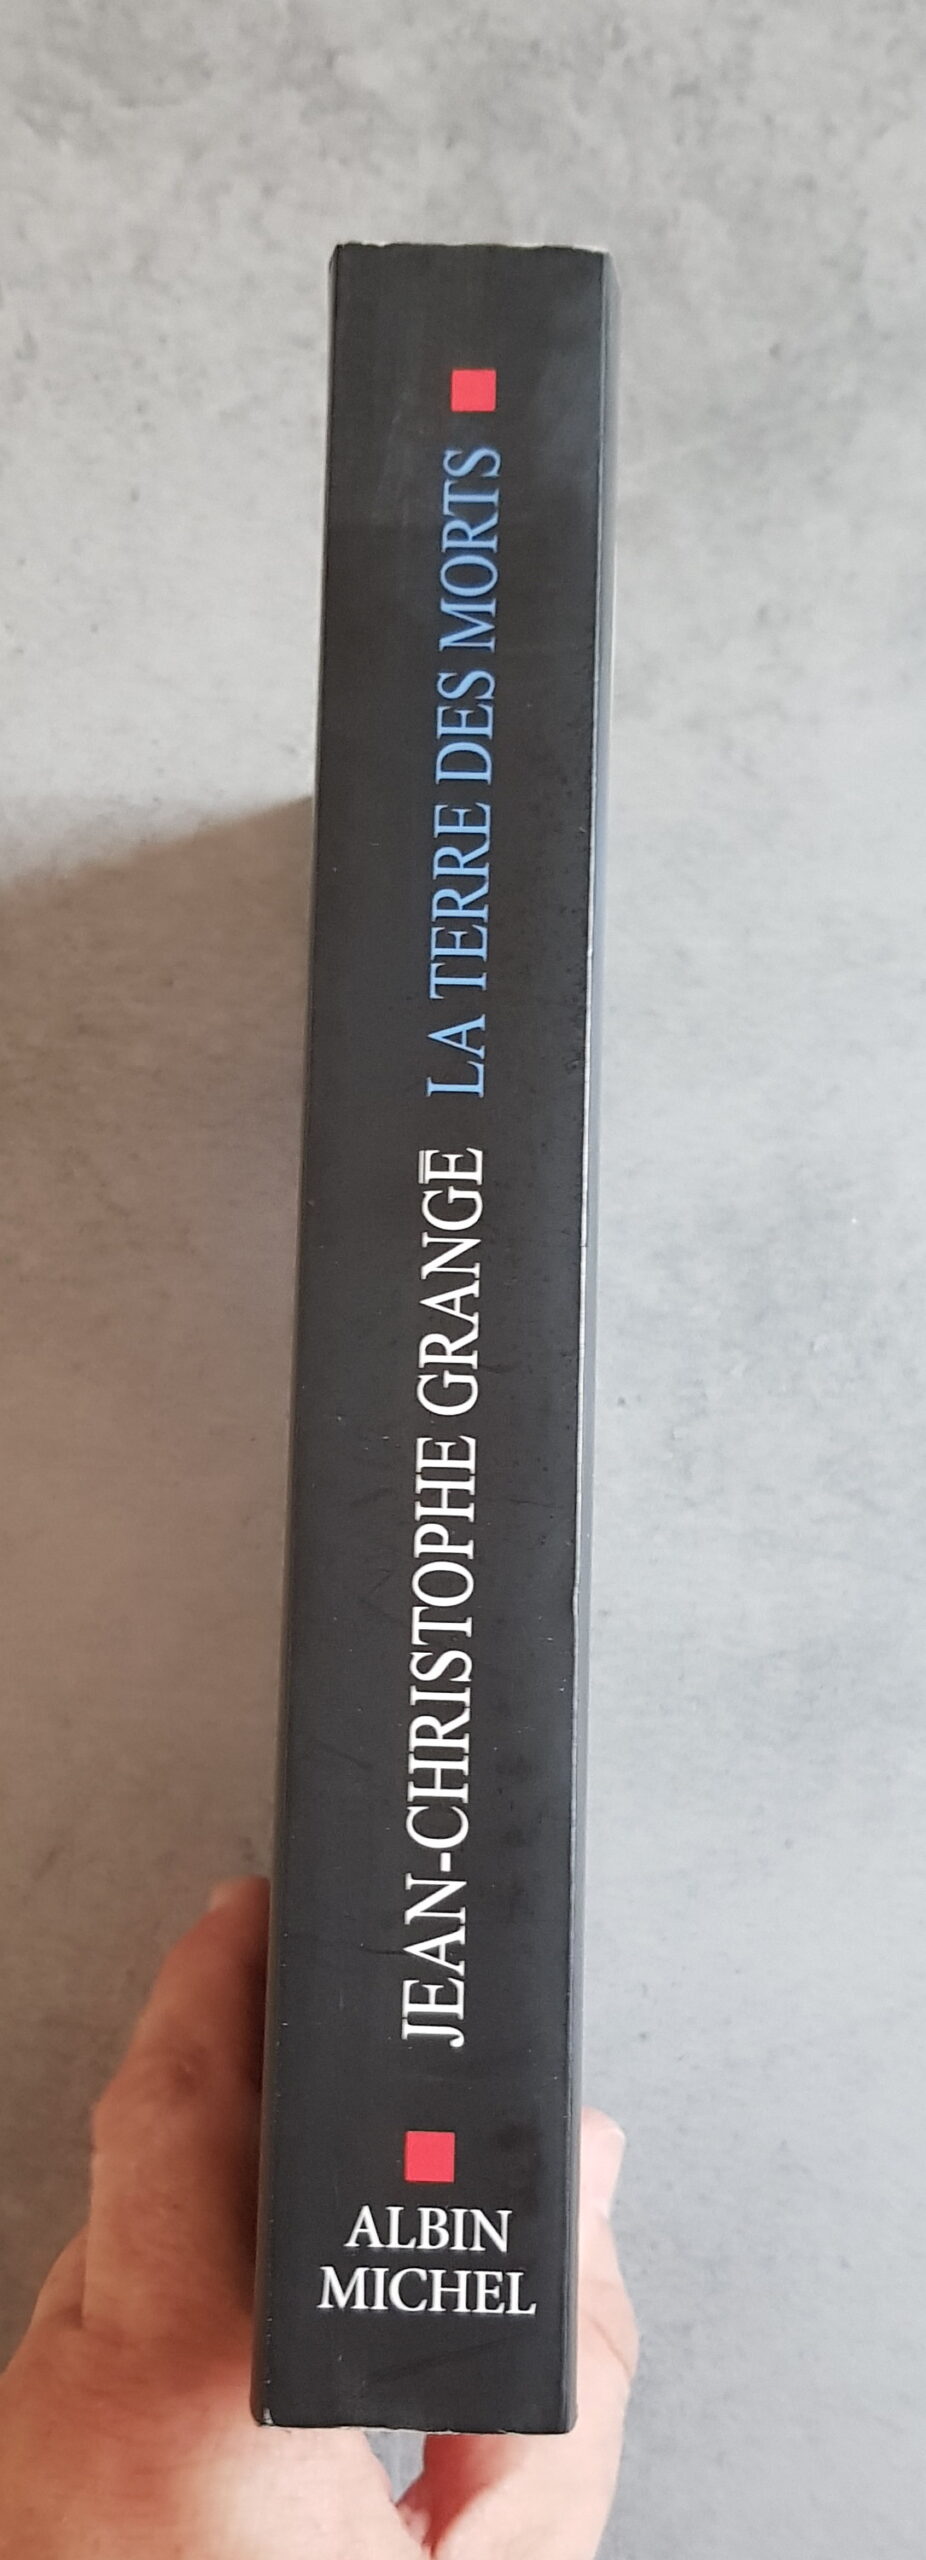 JEAN-CHRISTOPHE GRANGÉ LA TERRE DES MORTS
ALBIN
MICHEL